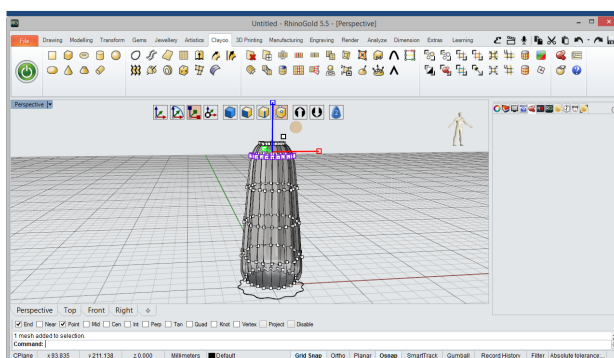 Untitled - RhinoGold 5.5 - [Perspective]
File Drawing Modelling Transform Gems Jewellery Artistics Clayoo 3D Printing Manufacturing Engraving Render Analyze Dimension Extras Learning
Perspective
Perspective Top Front Right
End Near Point Mid Cen Int Perp Tan Quad Knot Vertex Project Disable
1 mesh added to selection.
Command:
CPlane x 93.835 y 211.138 z 0.000 Millimeters Default Grid Snap Ortho Planar Osnap SmartTrack Gumball Record History Filter Absolute tolerance...